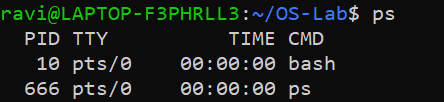 ravi@LAPTOP-F3PHRLL3:~/OS-Lab$ ps
PID TTY TIME CMD
10 pts/0 00:00:00 bash
666 pts/0 00:00:00 ps